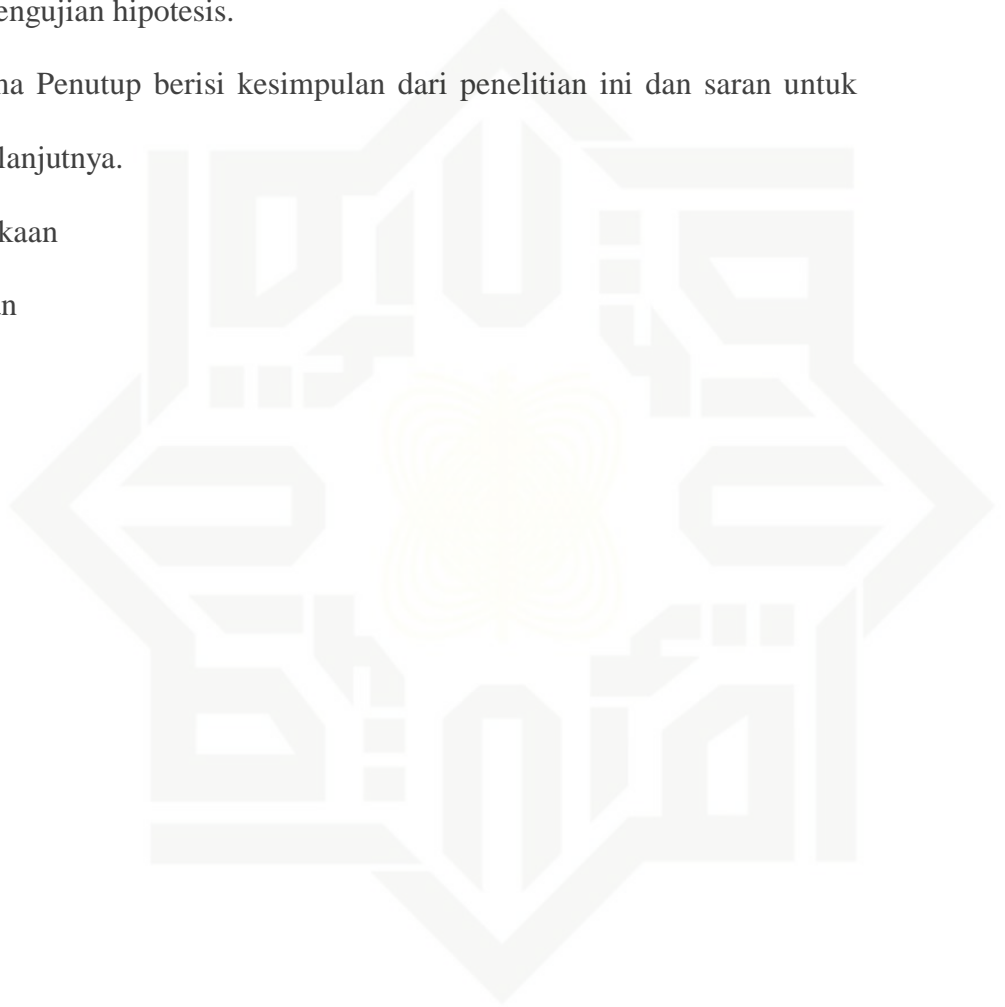 engujian hipotesis.
na Penutup berisi kesimpulan dari penelitian ini dan saran untuk
lanjutnya.
kaan
n